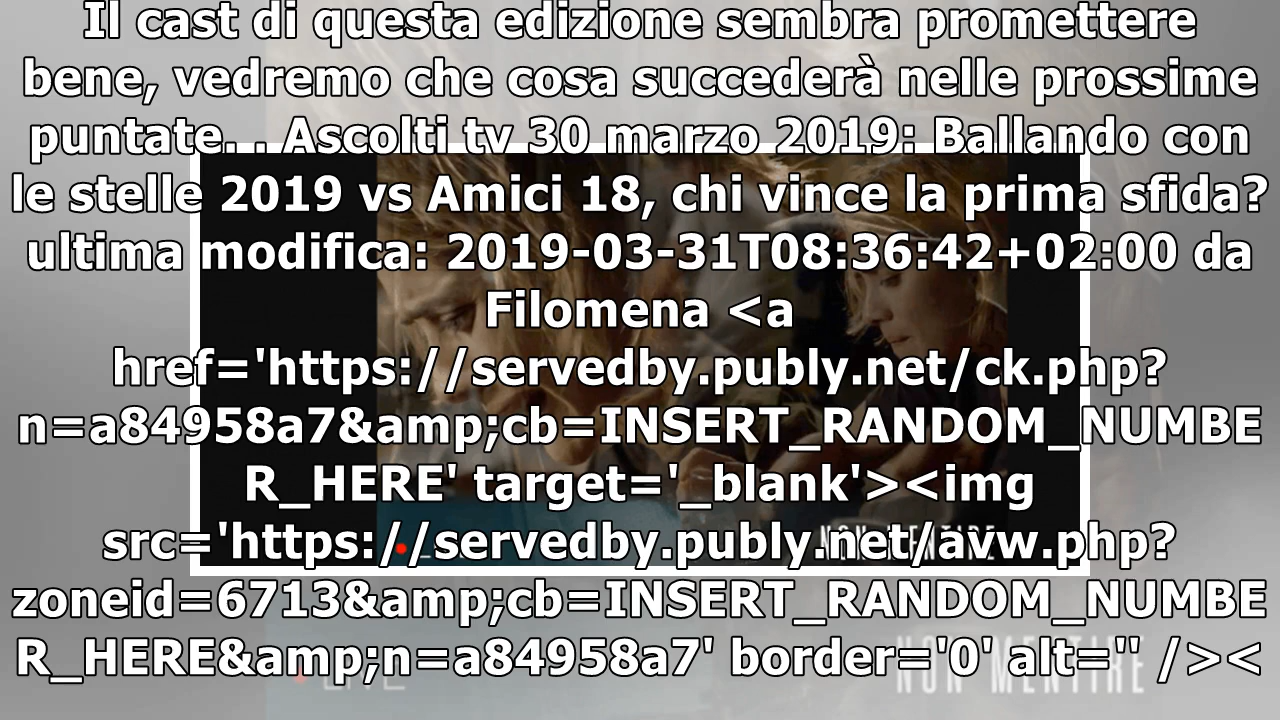 Il cast di questa edizione sembra promettere
bene, vedremo che cosa succederà nelle prossime
puntate. . Ascolti tv 30 marzo 2019: Ballando con
le stelle 2019 vs Amici 18, chi vince la prima sfida?
ultima modifica: 2019-03-31T08:36:42+02:00 da
Filomena <a
href='https://servedby.publy.net/ck.php?
n=a84958a7&amp;cb=INSERT_RANDOM_NUMBE
R_HERE' target='_blank'><img
src='https://servedby.publy.net/avw.php?
zoneid=6713&amp;cb=INSERT_RANDOM_NUMBE
R_HERE&amp;n=a84958a7' border='0' alt='' /><
NON MENTIRE
NON MENTIRE